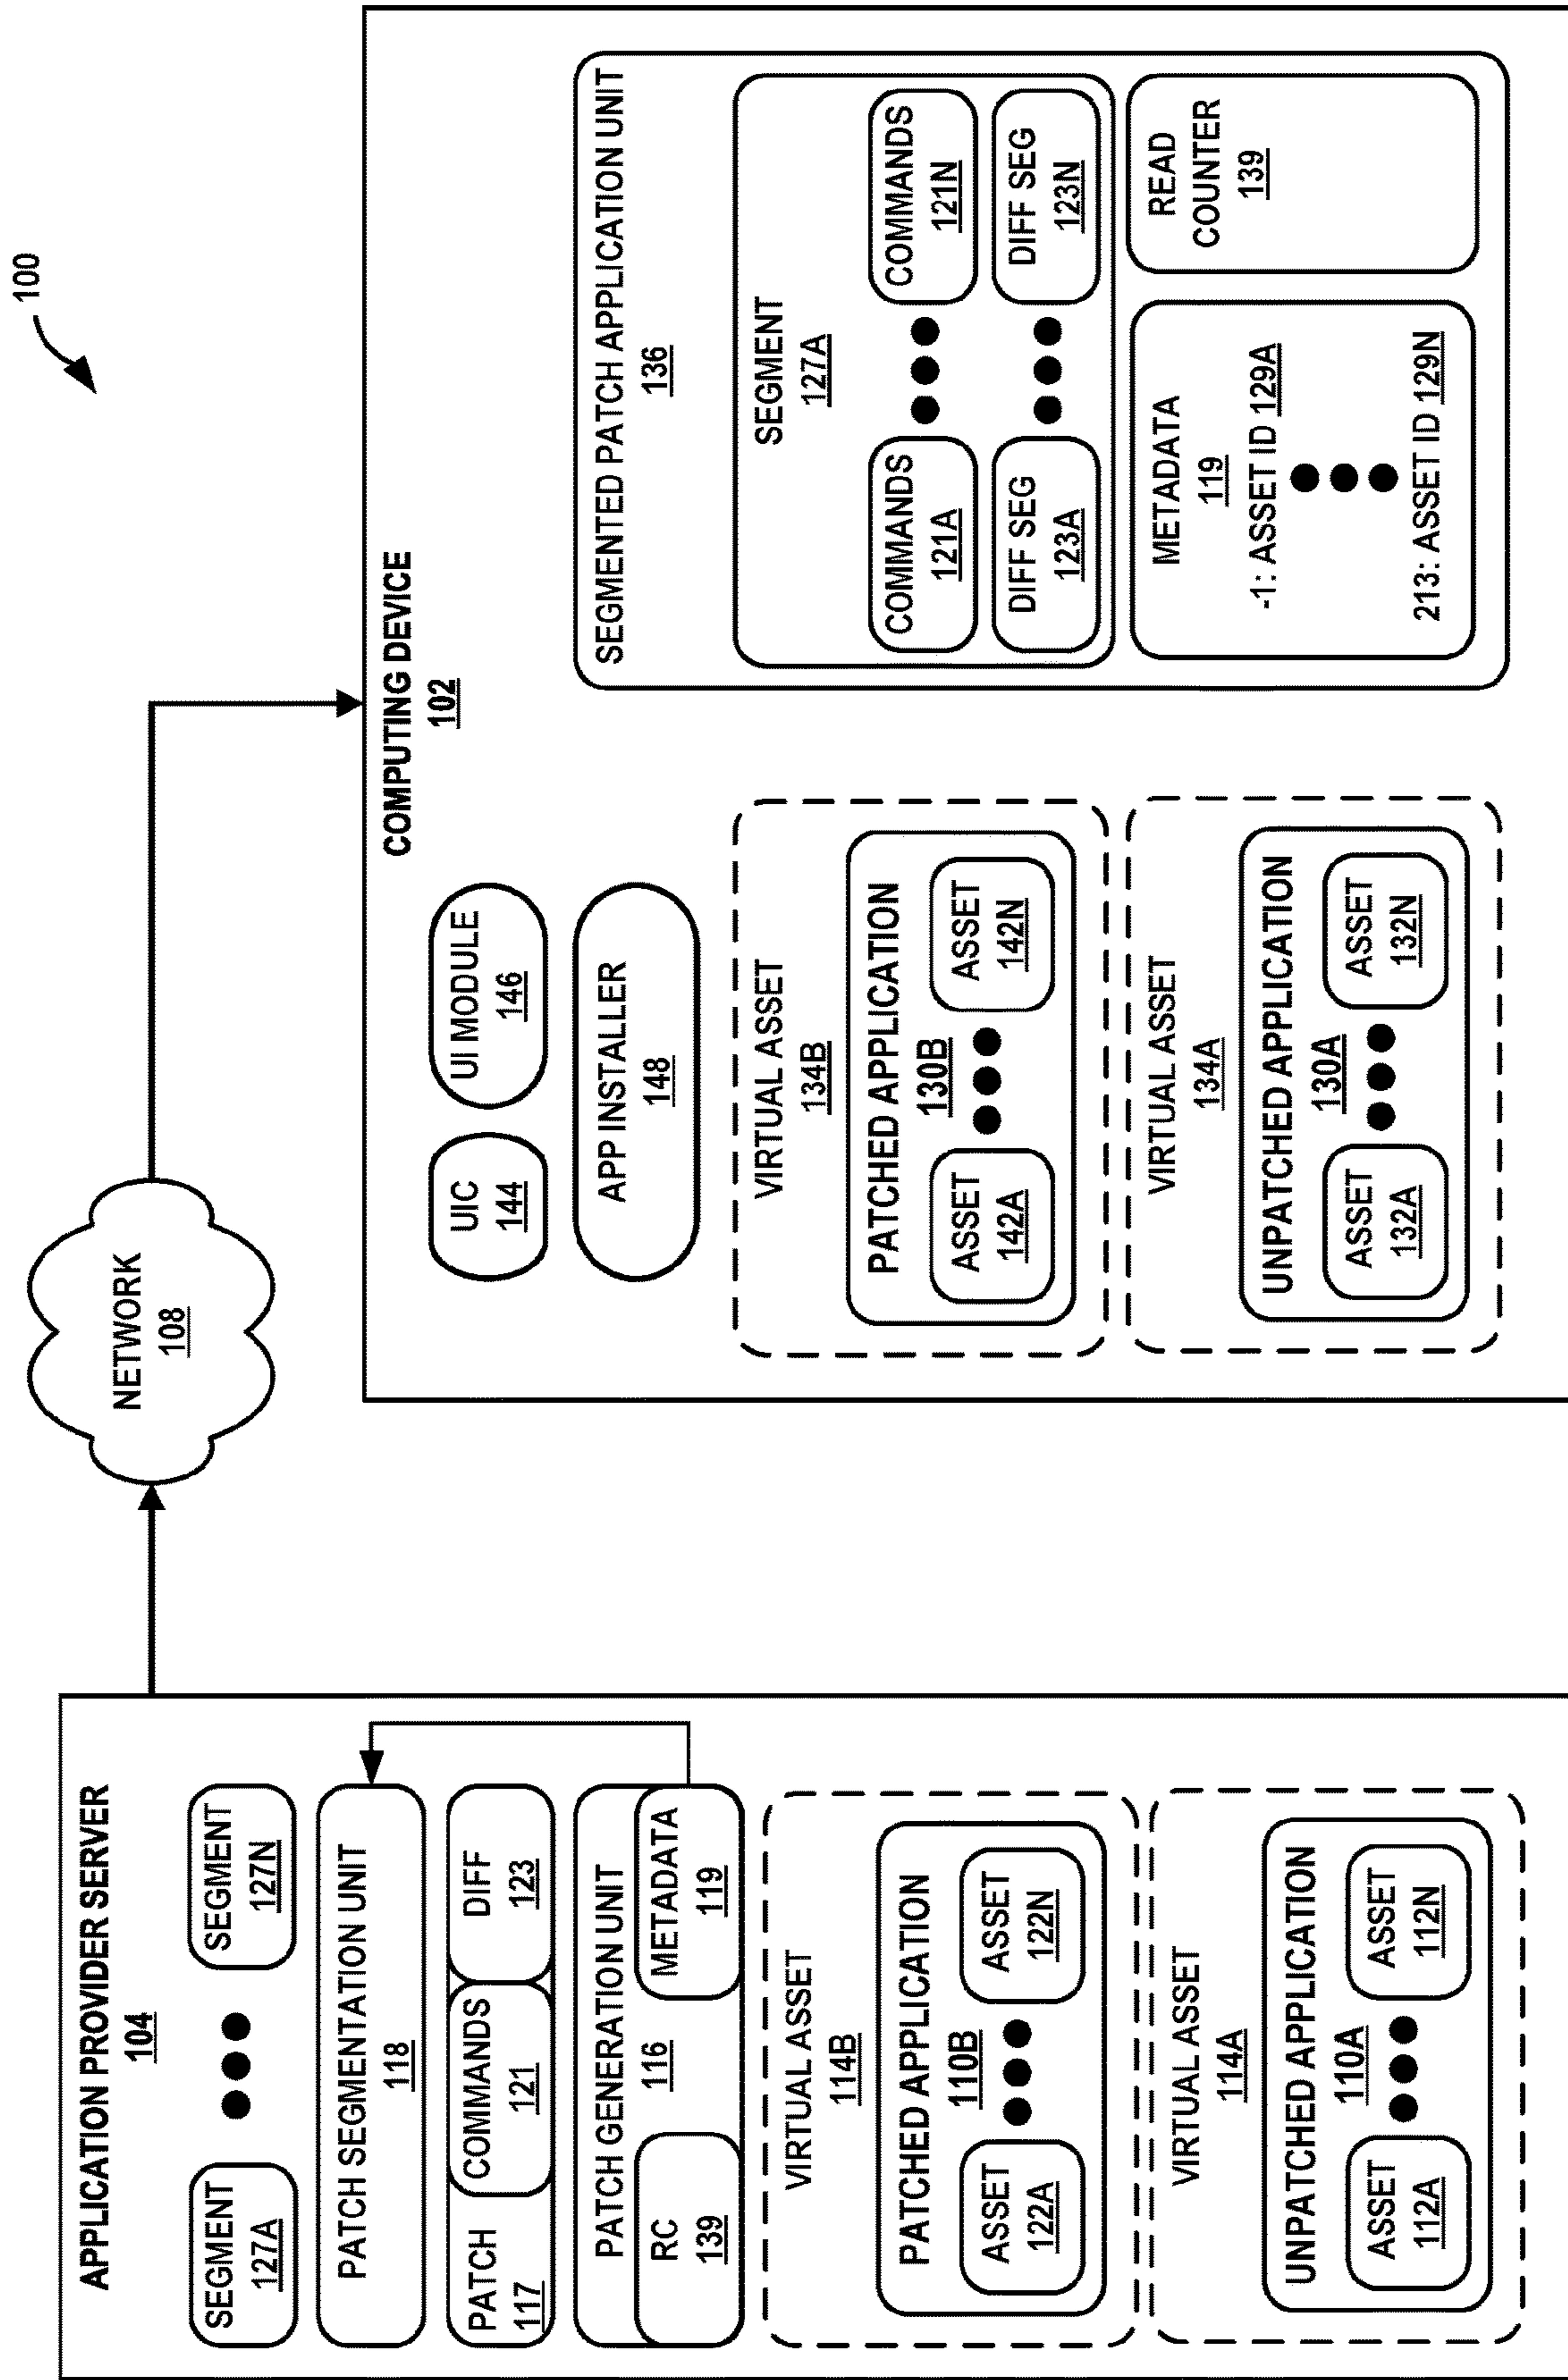 100
APPLICATION PROVIDER SERVER
104
SEGMENT
127A
SEGMENT
127N
PATCH SEGMENTATION UNIT
118
PATCH
117
COMMANDS
121
DIFF
123
PATCH GENERATION UNIT
116
RC
139
METADATA
119
VIRTUAL ASSET
114B
PATCHED APPLICATION
110B
ASSET
122A
ASSET
122N
VIRTUAL ASSET
114A
UNPATCHED APPLICATION
110A
ASSET
112A
ASSET
112N
NETWORK
108
COMPUTING DEVICE
102
UIC
144
UI MODULE
146
APP INSTALLER
148
VIRTUAL ASSET
134B
PATCHED APPLICATION
130B
ASSET
142A
ASSET
142N
VIRTUAL ASSET
134A
UNPATCHED APPLICATION
130A
ASSET
132A
ASSET
132N
SEGMENTED PATCH APPLICATION UNIT
136
SEGMENT
127A
COMMANDS
121A
COMMANDS
121N
DIFF SEG
123A
DIFF SEG
123N
METADATA
119
-1: ASSET ID 129A
213: ASSET ID 129N
READ
COUNTER
139